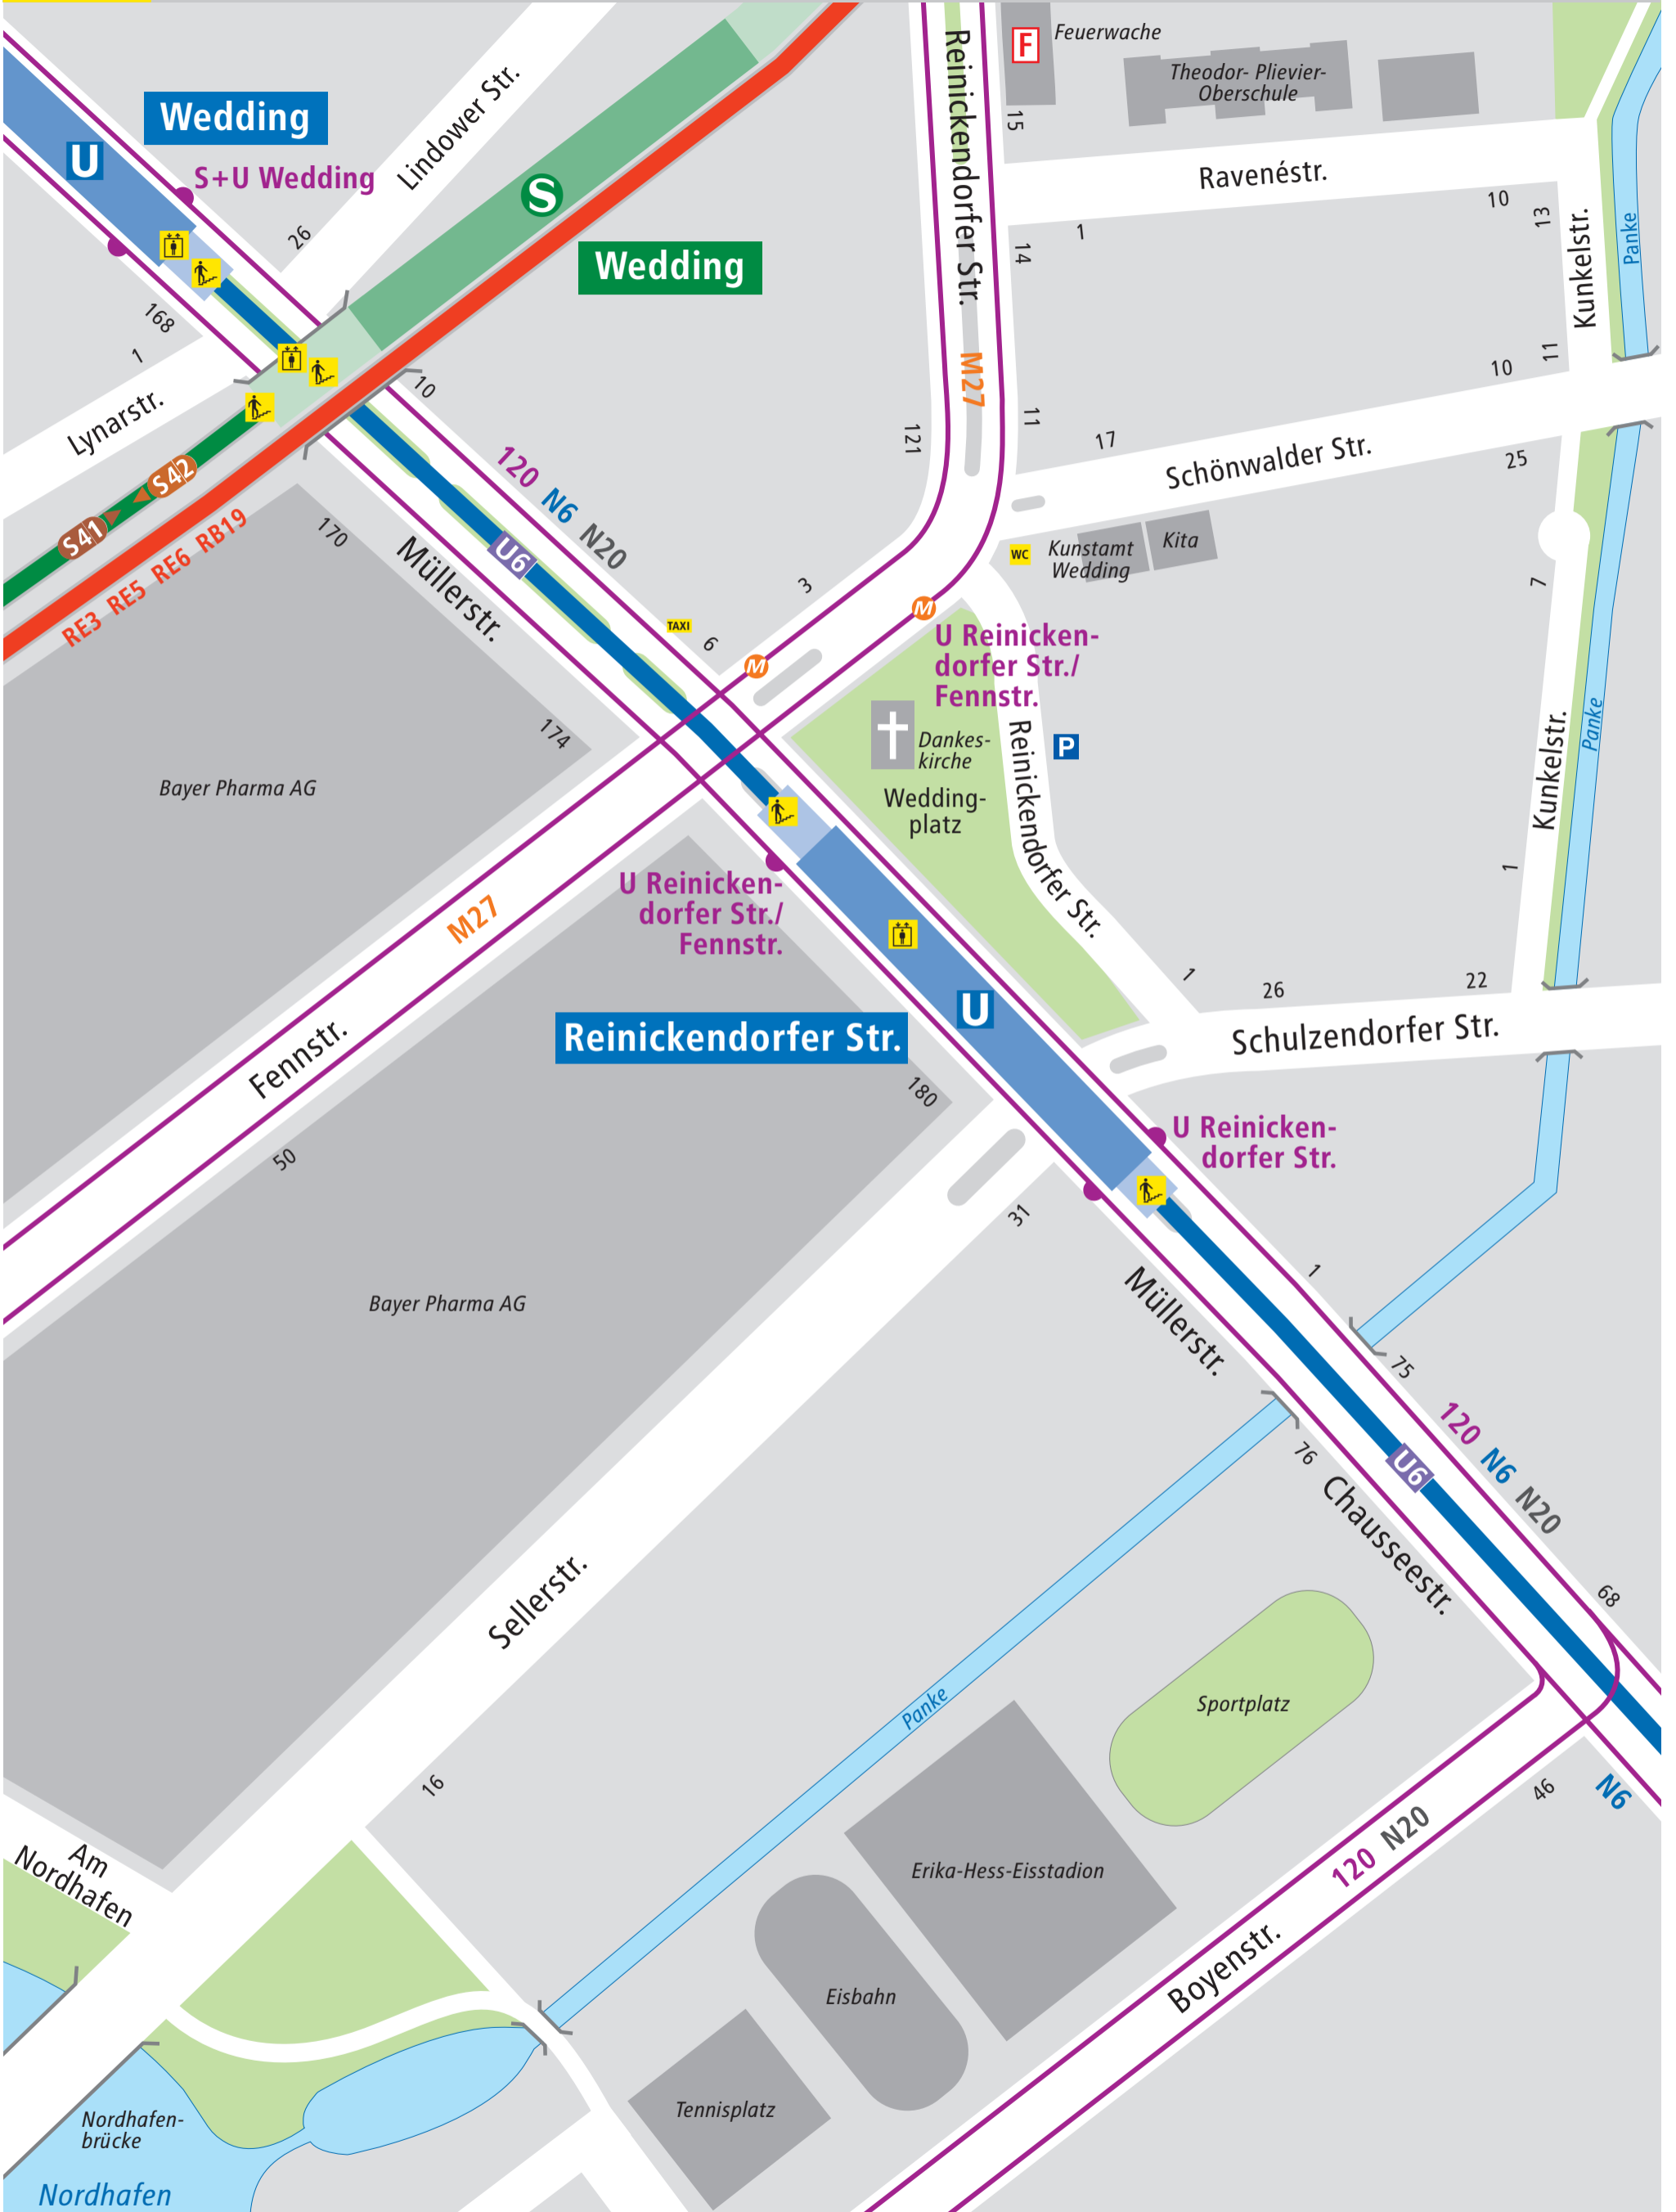 Reinickendorfer Str.
F
Feuerwache
Theodor- Plievier-
Oberschule
15
Lindower Str.
Wedding
U
S+U Wedding
S
Wedding
Ravenéstr.
10
13
Kunkelstr.
Panke
26
1
14
168
1
Lynarstr.
10
10
11
M27
121
11
17
Schönwalder Str.
25
S42
S41
RE3 RE5 RE6 RB19
170
Müllerstr.
120 N6 N20
U6
WC
Kunstamt
Wedding
Kita
3
7
TAXI
6
M
M
U Reinicken-
dorfer Str./
Fennstr.
174
Bayer Pharma AG
Dankes-
kirche
Wedding-
platz
Reinickendorfer Str.
P
Kunkelstr.
Panke
1
U Reinicken-
dorfer Str./
Fennstr.
M27
U
1
26
22
Schulzendorfer Str.
Reinickendorfer Str.
Fennstr.
180
50
U Reinicken-
dorfer Str.
31
Bayer Pharma AG
Müllerstr.
1
75
76
120 N6 N20
U6
Chausseestr.
68
Sellerstr.
Panke
Sportplatz
16
46
N6
120 N20
Am
Nordhafen
Erika-Hess-Eisstadion
Boyenstr.
Eisbahn
Tennisplatz
Nordhafen-
brücke
Nordhafen